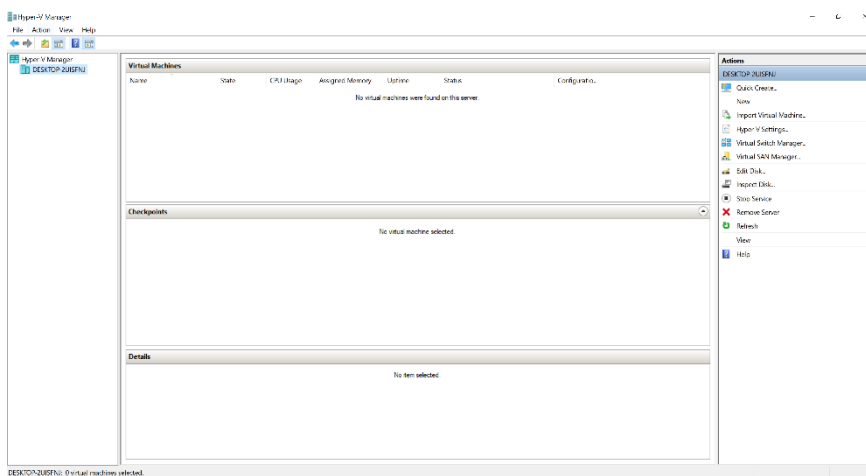 Hyper-V Manager
File Action View Help
Hyper-V Manager
DESKTOP-2UISFNJ
Virtual Machines
Name State CPU Usage Assigned Memory Uptime Status Configuratio..
No virtual machines were found on this server.
Checkpoints
No virtual machine selected.
Details
No item selected.
Actions
DESKTOP-2UISFNJ
Quick Create...
New
Import Virtual Machine...
Hyper-V Settings...
Virtual Switch Manager...
Virtual SAN Manager...
Edit Disk...
Inspect Disk...
Stop Service
Remove Server
Refresh
View
Help
DESKTOP-2UISFNJ: 0 virtual machines selected.